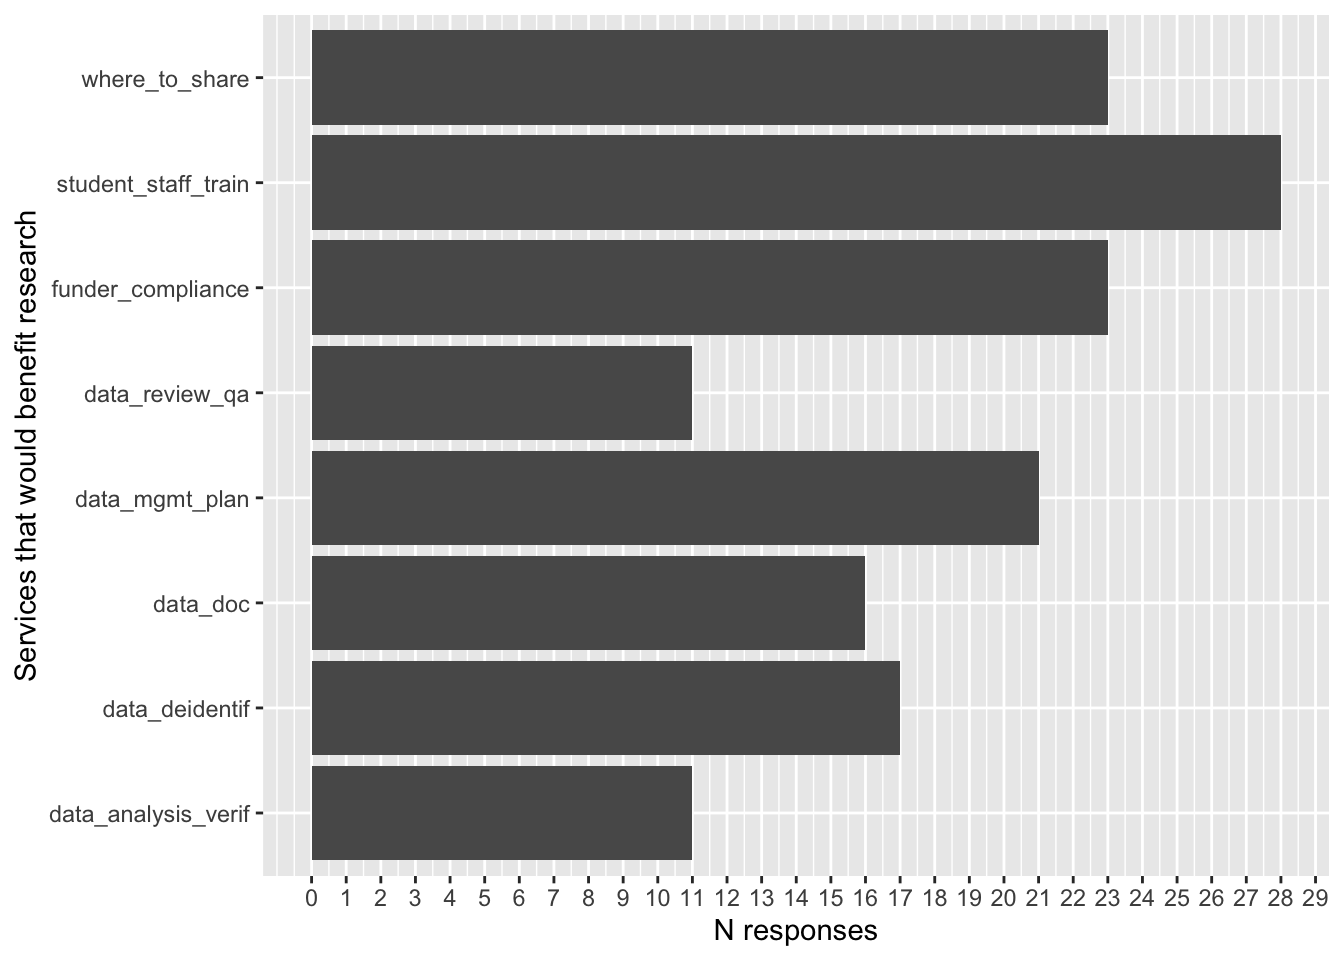 Services that would benefit research
where_to_share
student_staff_train
funder_compliance
data_review_qa
data_mgmt_plan
data_doc
data_deidentif
data_analysis_verif
0 1 2 3 4 5 6 7 8 9 10 11 12 13 14 15 16 17 18 19 20 21 22 23 24 25 26 27 28 29
N responses